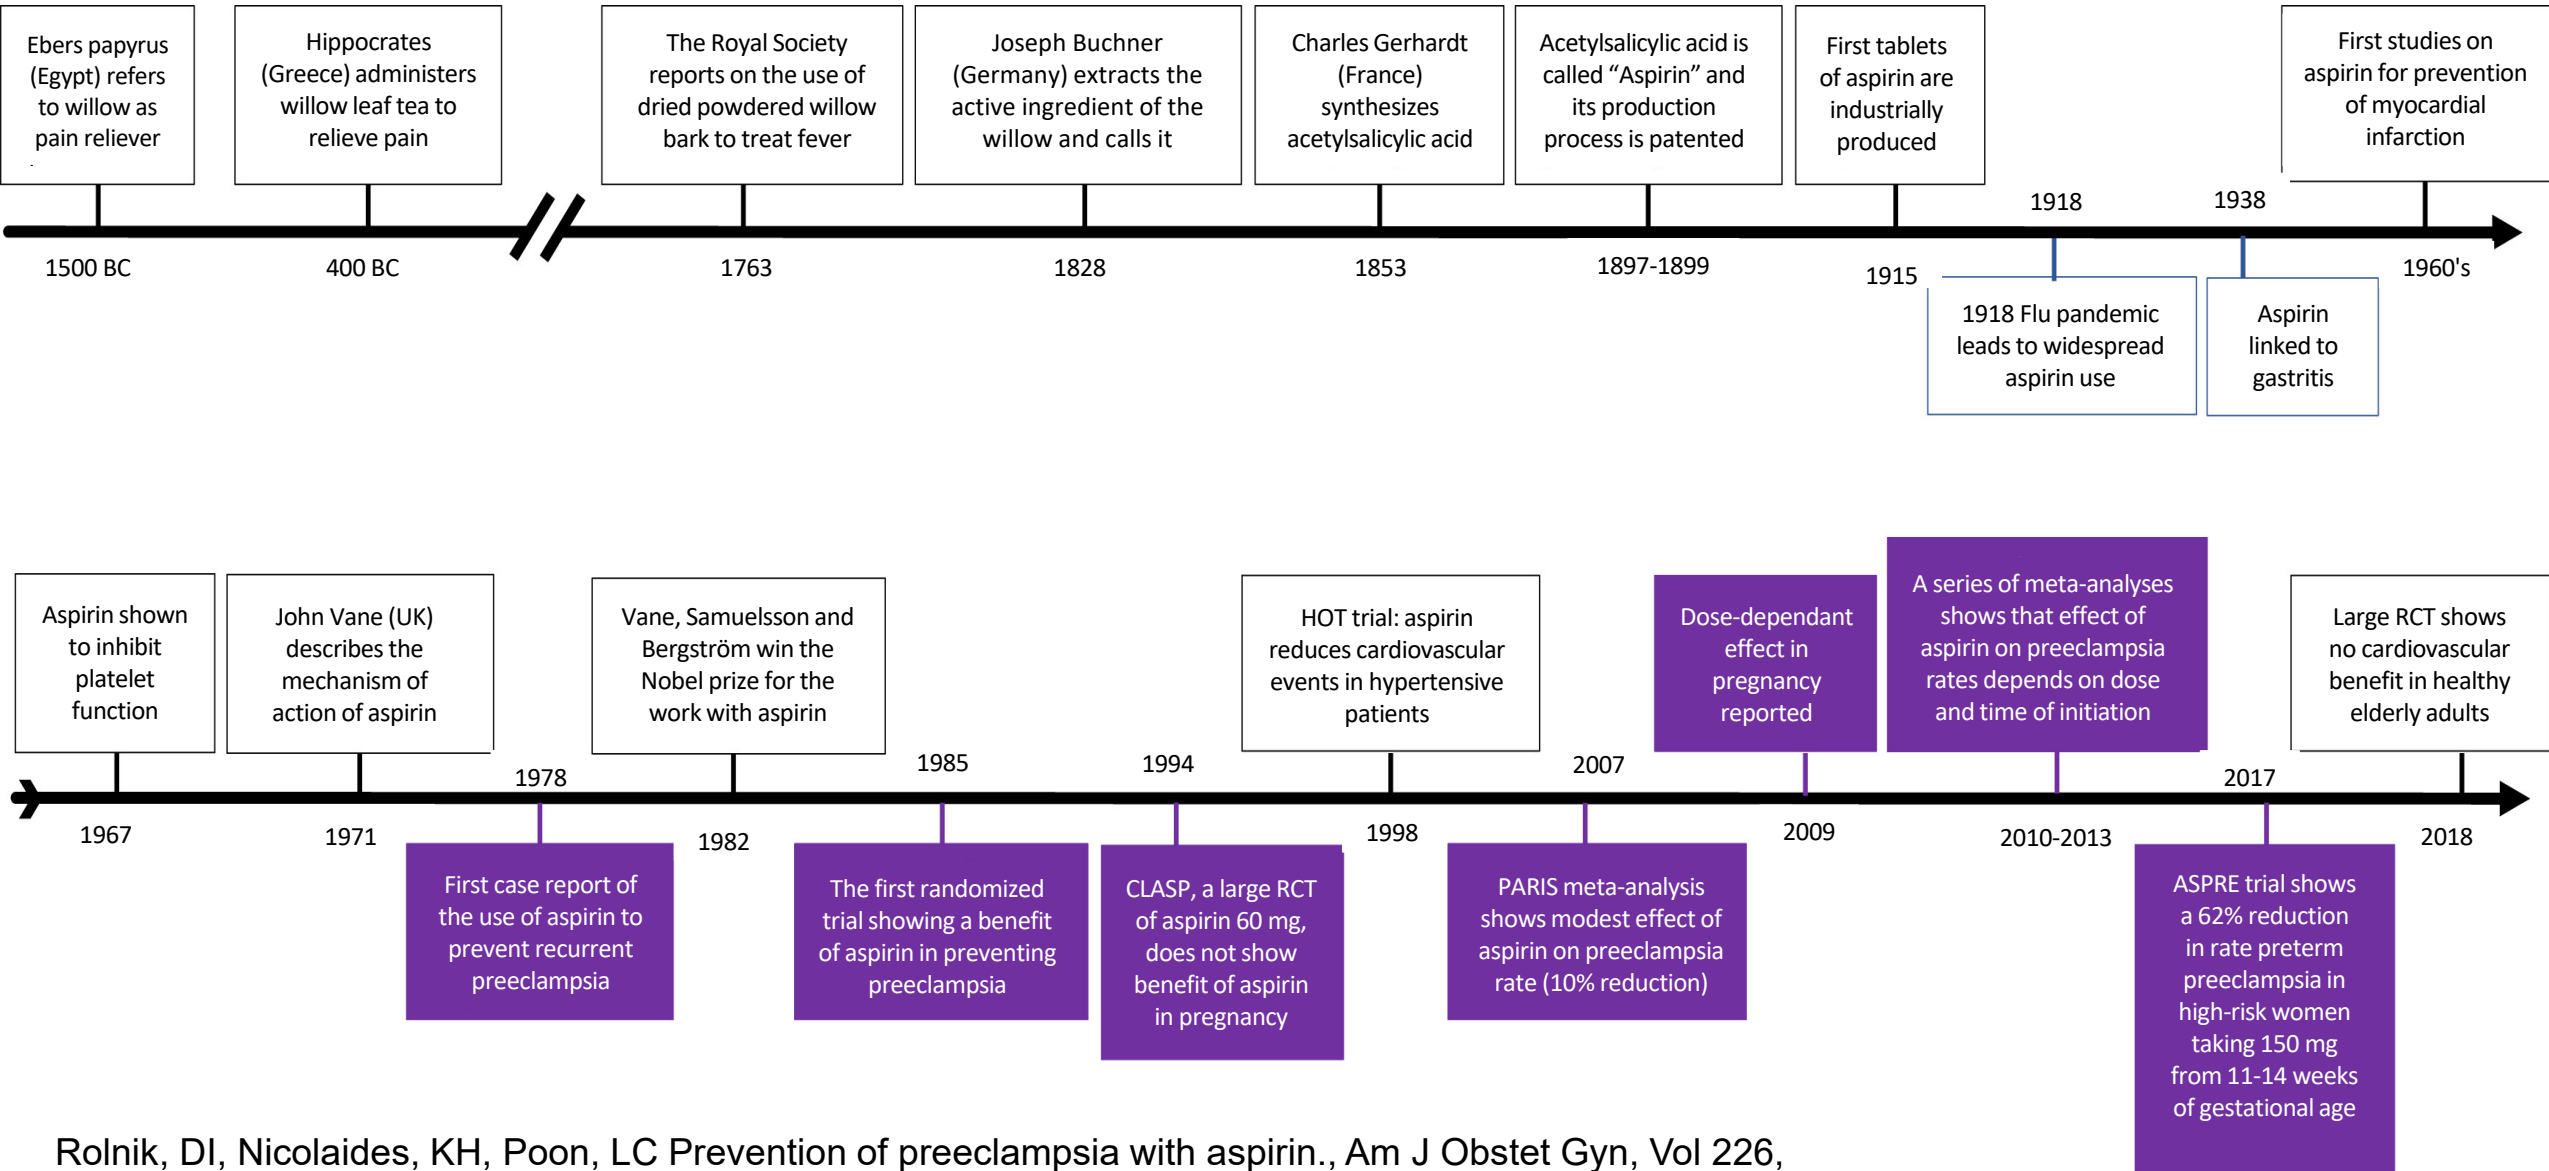 Ebers papyrus
(Egypt) refers
to willow as
pain reliever
Hippocrates
(Greece) administers
willow leaf tea to
relieve pain
The Royal Society
reports on the use of
dried powdered willow
bark to treat fever
Joseph Buchner
(Germany) extracts the
active ingredient of the
willow and calls it
Charles Gerhardt
(France)
synthesizes
acetylsalicylic acid
Acetylsalicylic acid is
called “Aspirin” and
its production
process is patented
First tablets
of aspirin are
industrially
produced
First studies on
aspirin for prevention
of myocardial
infarction
1918
1938
1500 BC
400 BC
1763
1828
1853
1897-1899
1915
1960's
1918 Flu pandemic
leads to widespread
aspirin use
Aspirin
linked to
gastritis
Aspirin shown
to inhibit
platelet
function
John Vane (UK)
describes the
mechanism of
action of aspirin
Vane, Samuelsson and
Bergström win the
Nobel prize for the
work with aspirin
HOT trial: aspirin
reduces cardiovascular
events in hypertensive
patients
Dose-dependant
effect in
pregnancy
reported
A series of meta-analyses
shows that effect of
aspirin on preeclampsia
rates depends on dose
and time of initiation
Large RCT shows
no cardiovascular
benefit in healthy
elderly adults
1978
1985
1994
2007
2017
1967
1971
1982
1998
2009
2010-2013
2018
First case report of
the use of aspirin to
prevent recurrent
preeclampsia
The first randomized
trial showing a benefit
of aspirin in preventing
preeclampsia
CLASP, a large RCT
of aspirin 60 mg,
does not show
benefit of aspirin
in pregnancy
PARIS meta-analysis
shows modest effect of
aspirin on preeclampsia
rate (10% reduction)
ASPRE trial shows
a 62% reduction
in rate preterm
preeclampsia in
high-risk women
taking 150 mg
from 11-14 weeks
of gestational age
Rolnik, DI, Nicolaides, KH, Poon, LC Prevention of preeclampsia with aspirin., Am J Obstet Gyn, Vol 226,